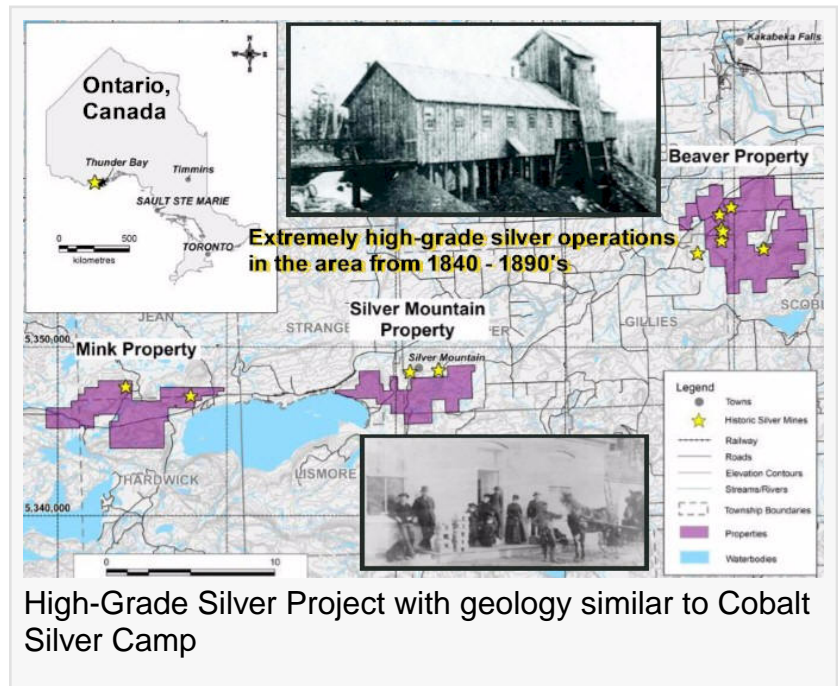 Ontario,
Canada
Thunder Bay
Timmins
SAULT STE MARIE
TORONTO
0 500
kilometres
N
S
Kakabeka Falls
Beaver Property
Extremely high-grade silver operations
in the area from 1840 - 1890's
JEAN
STRANGE
Silver Mountain
Property
PER
GILLIES
SCOBL
5,350,000
Mink Property
Silver Mountain
HARDWICK
LISMORE
5,340,000
0 10
Legend
Towns
Historic Silver Mines
Railway
Roads
Elevation Contours
Streams/Rivers
Township Boundaries
Properties
Waterbodies
High-Grade Silver Project with geology similar to Cobalt
Silver Camp